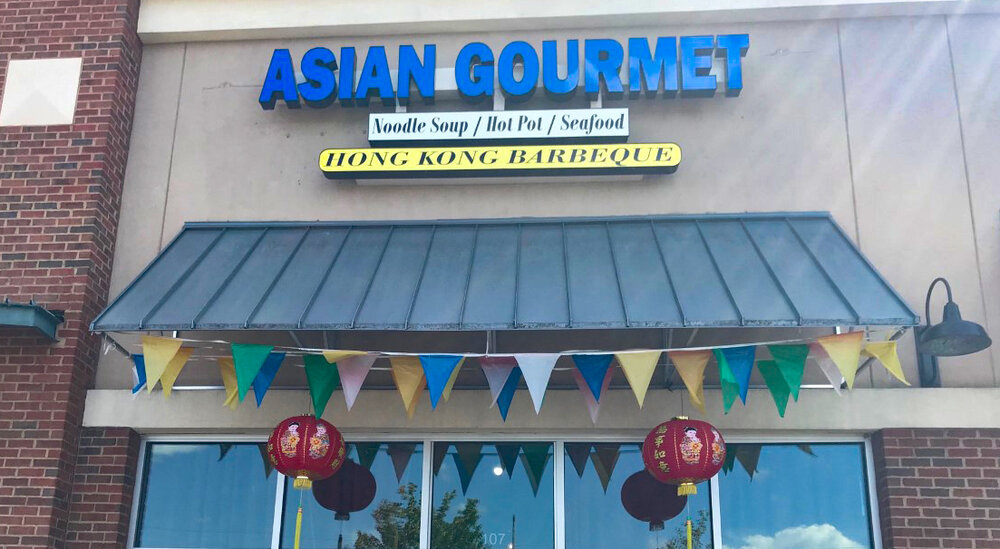 ASIAN GOURMET
Noodle Soup / Hot Pot / Seafood
HONG KONG BARBEQUE
107